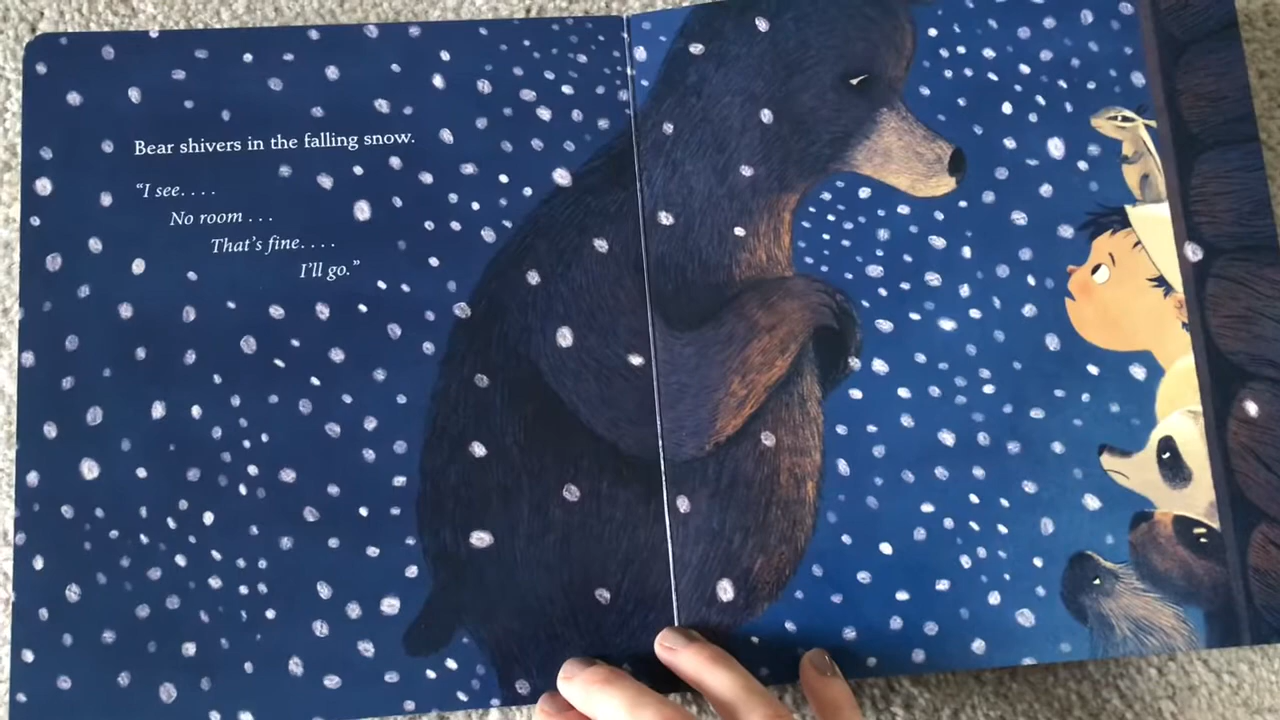 Bear shivers in the falling snow.
“I see. . . .
No room . . .
That’s fine. . . .
I’ll go.”